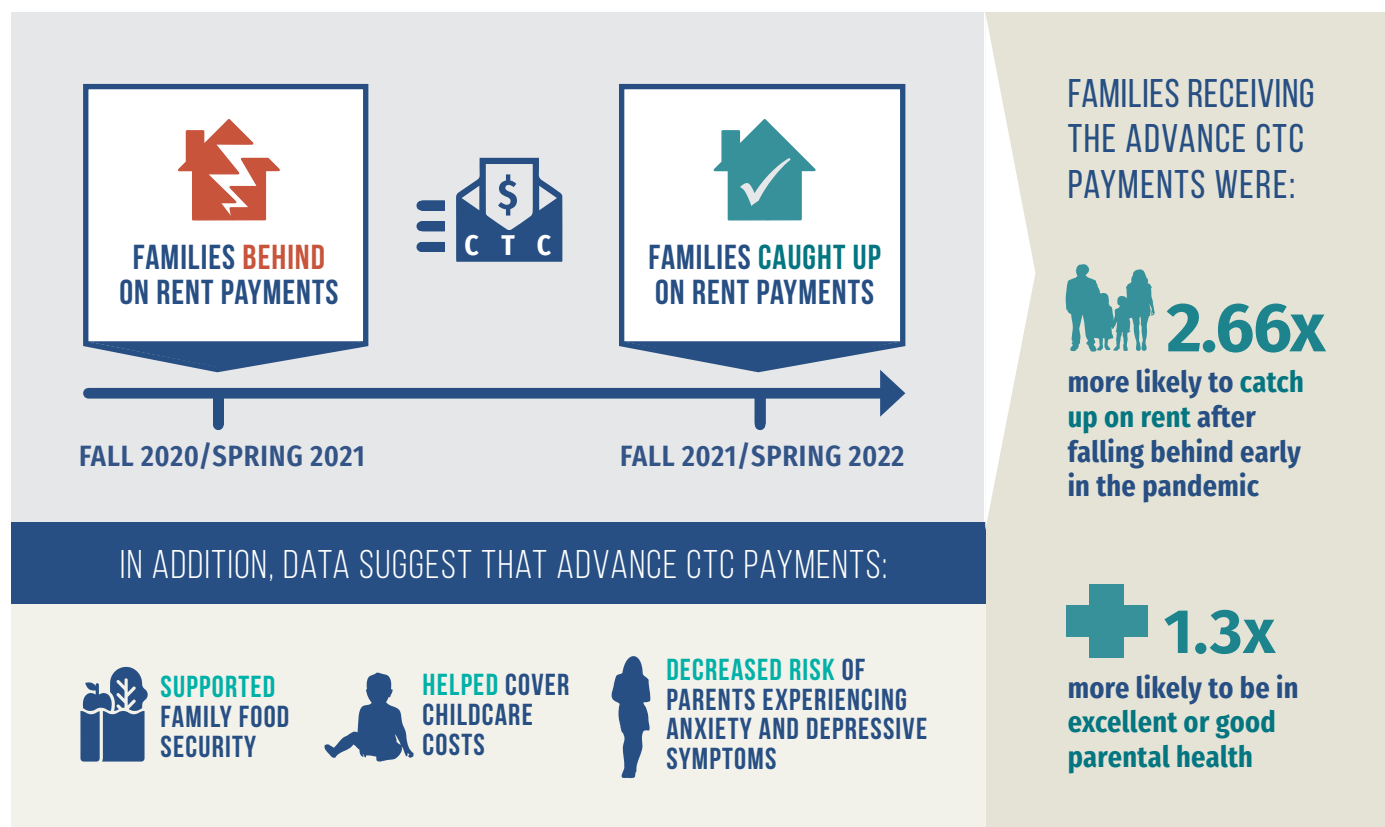 FAMILIES BEHIND
ON RENT PAYMENTS
$
C T C
FAMILIES CAUGHT UP
ON RENT PAYMENTS
FALL 2020/SPRING 2021
FALL 2021/SPRING 2022
IN ADDITION, DATA SUGGEST THAT ADVANCE CTC PAYMENTS:
SUPPORTED
FAMILY FOOD
SECURITY
HELPED COVER
CHILDCARE
COSTS
DECREASED RISK OF
PARENTS EXPERIENCING
ANXIETY AND DEPRESSIVE
SYMPTOMS
FAMILIES RECEIVING
THE ADVANCE CTC
PAYMENTS WERE:
2.66x
more likely to catch
up on rent after
falling behind early
in the pandemic
1.3x
more likely to be in
excellent or good
parental health